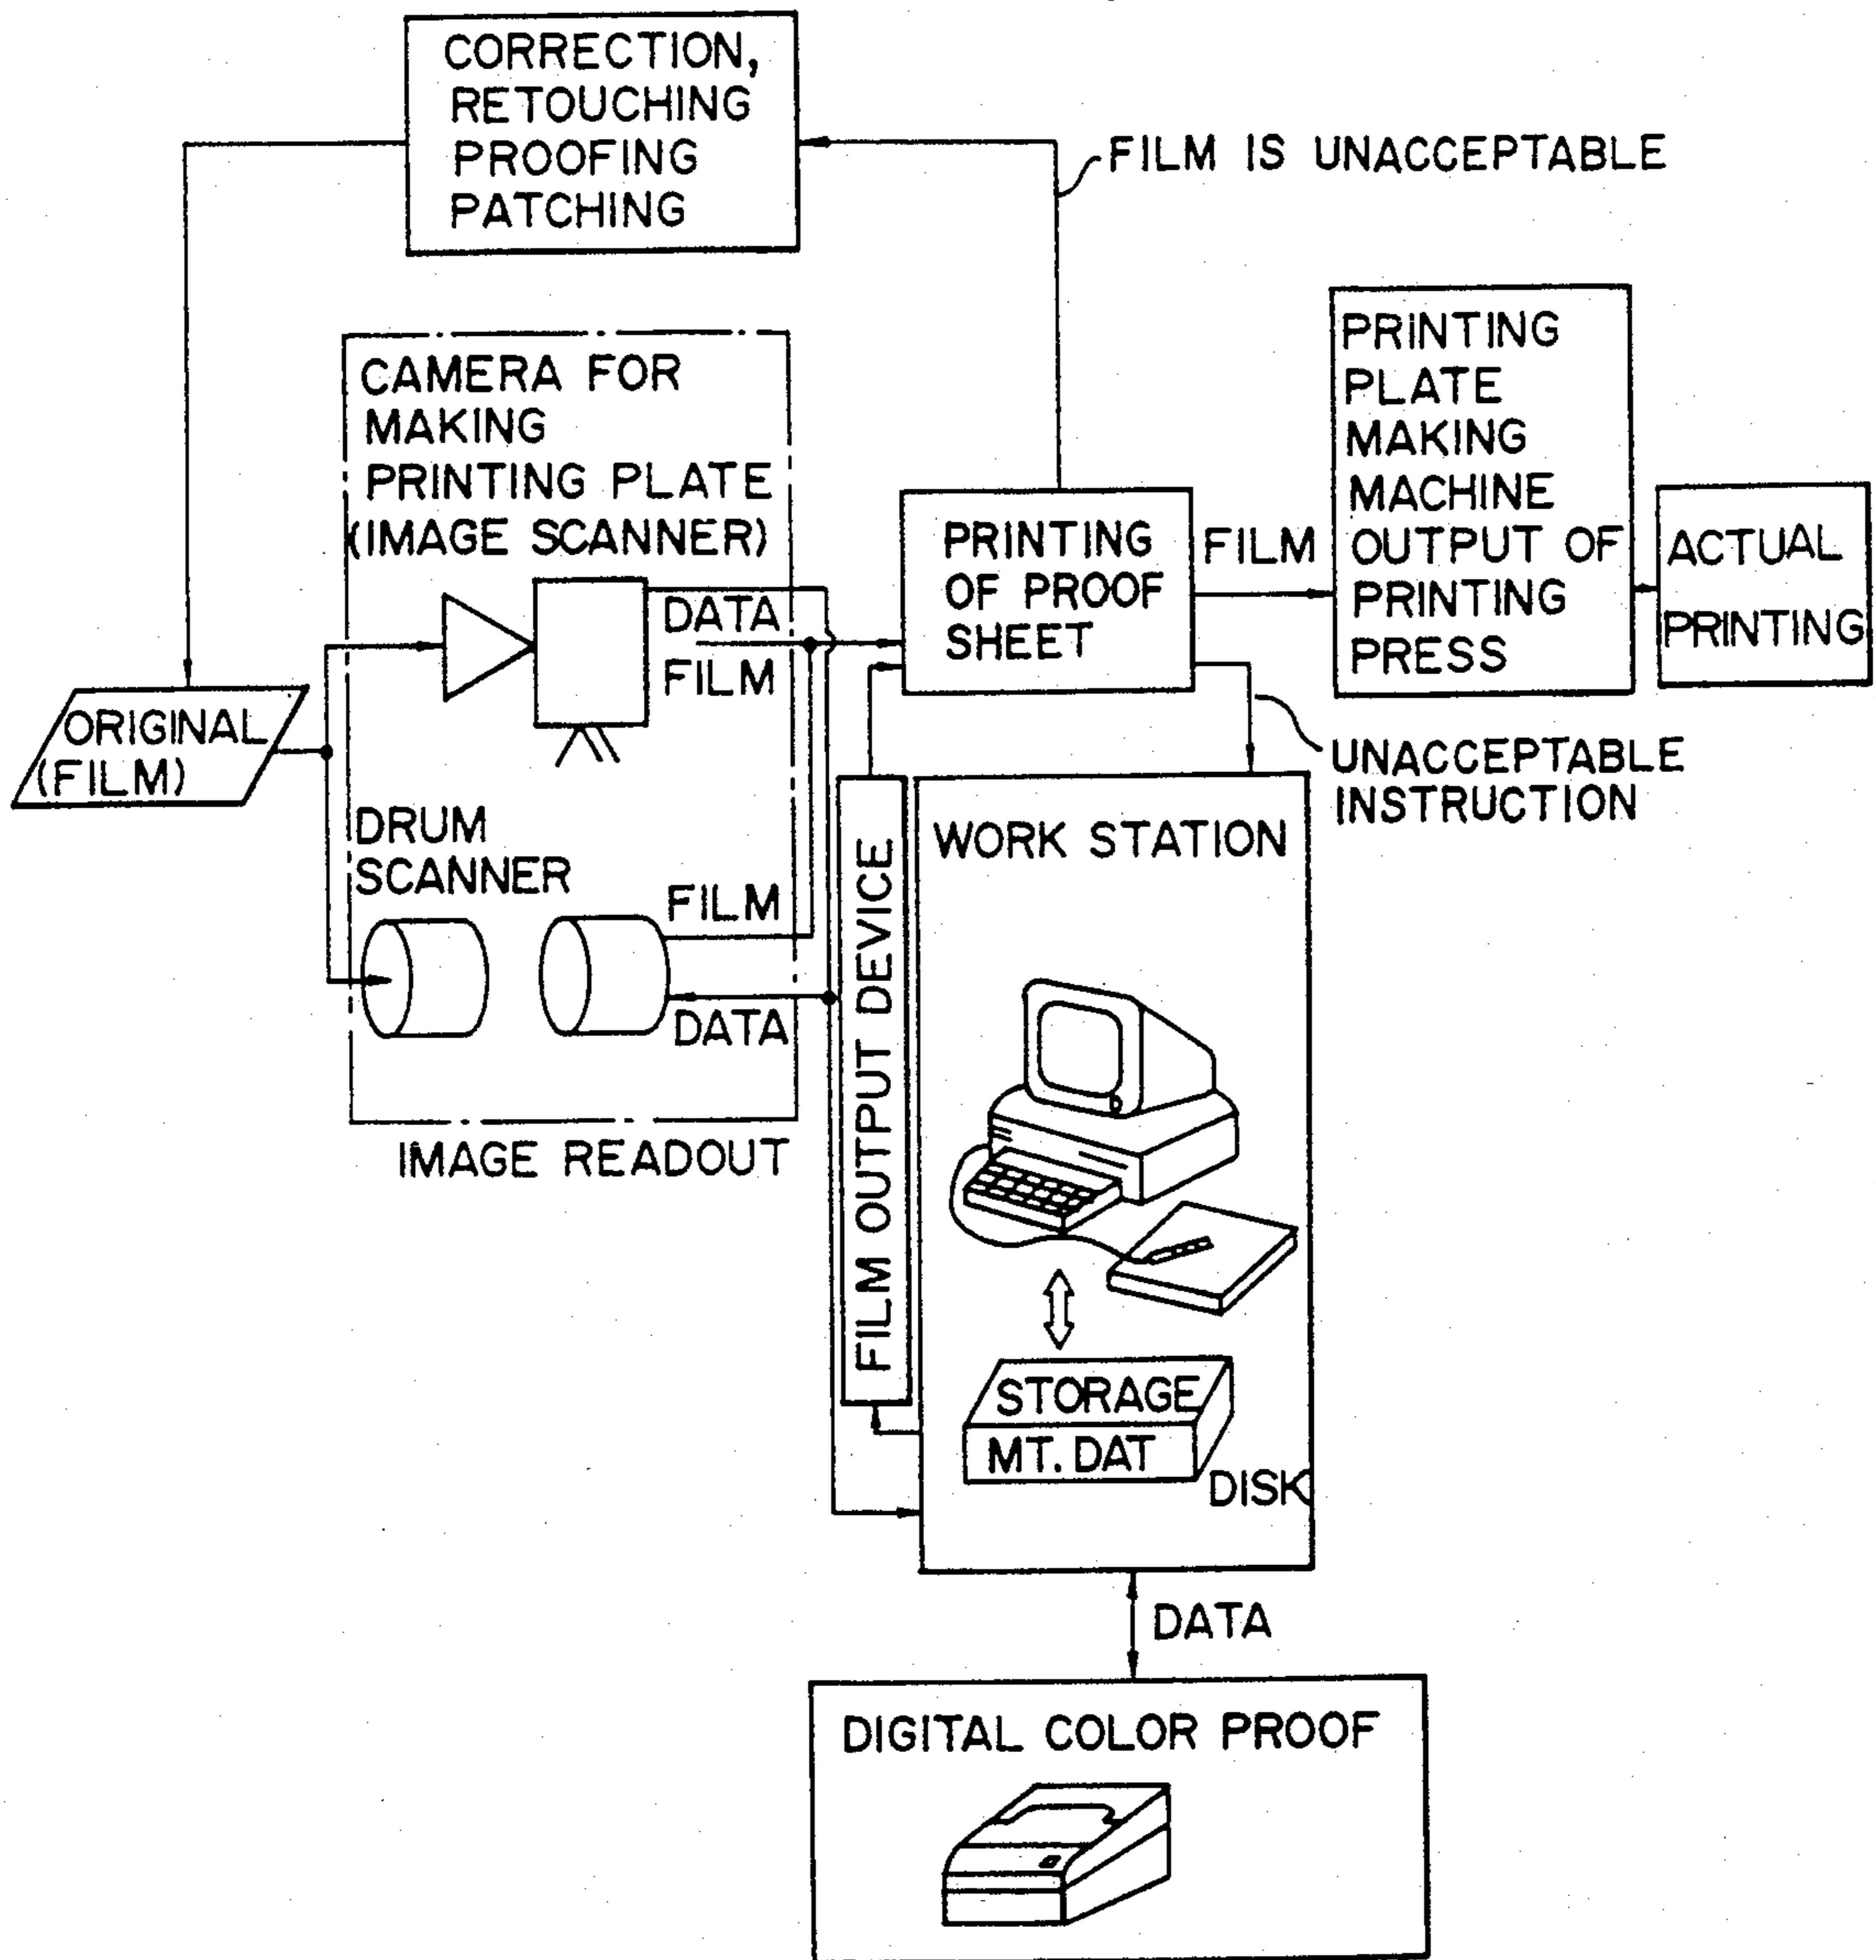 CORRECTION,
RETOUCHING
PROOFING
PATCHING
FILM IS UNACCEPTABLE
CAMERA FOR
MAKING
PRINTING PLATE
(IMAGE SCANNER)
DATA
FILM
PRINTING
OF PROOF
SHEET
FILM
PRINTING
PLATE
MAKING
MACHINE
OUTPUT OF
PRINTING
PRESS
ACTUAL
PRINTING
ORIGINAL
(FILM)
UNACCEPTABLE
INSTRUCTION
DRUM
SCANNER
FILM
DATA
IMAGE READOUT
FILM OUTPUT DEVICE
WORK STATION
STORAGE
MT. DAT
DISK
DATA
DIGITAL COLOR PROOF